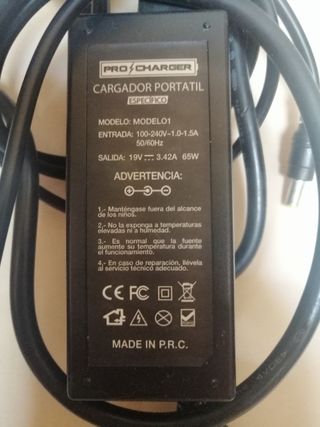 PRO CHARGER
CARGADOR PORTATIL
ESPECÍFICO
MODELO: MODELO1
ENTRADA: 100-240V~1.0-1.5A
50/60Hz
SALIDA: 19V 3.42A 65W
ADVERTENCIA:
1,- Manténgase fuera del alcance
de los niños.
2,- No la exponga a temperaturas
elevadas ni a humedad.
3,- Es normal que la fuente
aumente su temperatura durante
el funcionamiento.
4,- En caso de reparación, llévela
al servicio técnico adecuado.
CE FC
MADE IN P.R.C.